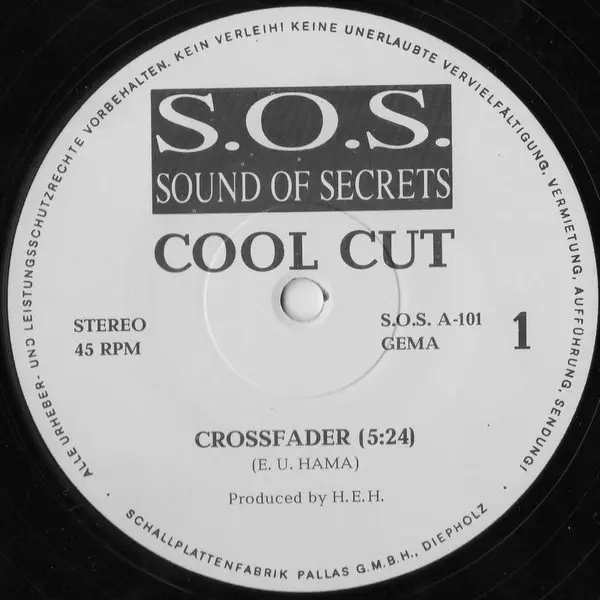 ALLE URHEBER- UND LEISTUNGSSCHUTZRECHTE VORBEHALTEN. KEIN VERLEIH! KEINE UNERLAUBTE VERVIELFÄLTIGUNG, VERMIETUNG, AUFFÜHRUNG, SENDUNG!
S.O.S.
SOUND OF SECRETS
COOL CUT
STEREO
45 RPM
S.O.S. A-101
GEMA
1
CROSSFADER (5:24)
(E. U. HAMA)
Produced by H.E.H.
· SCHALLPLATTENFABRIK PALLAS G.M.B.H., DIEPHOLZ ·